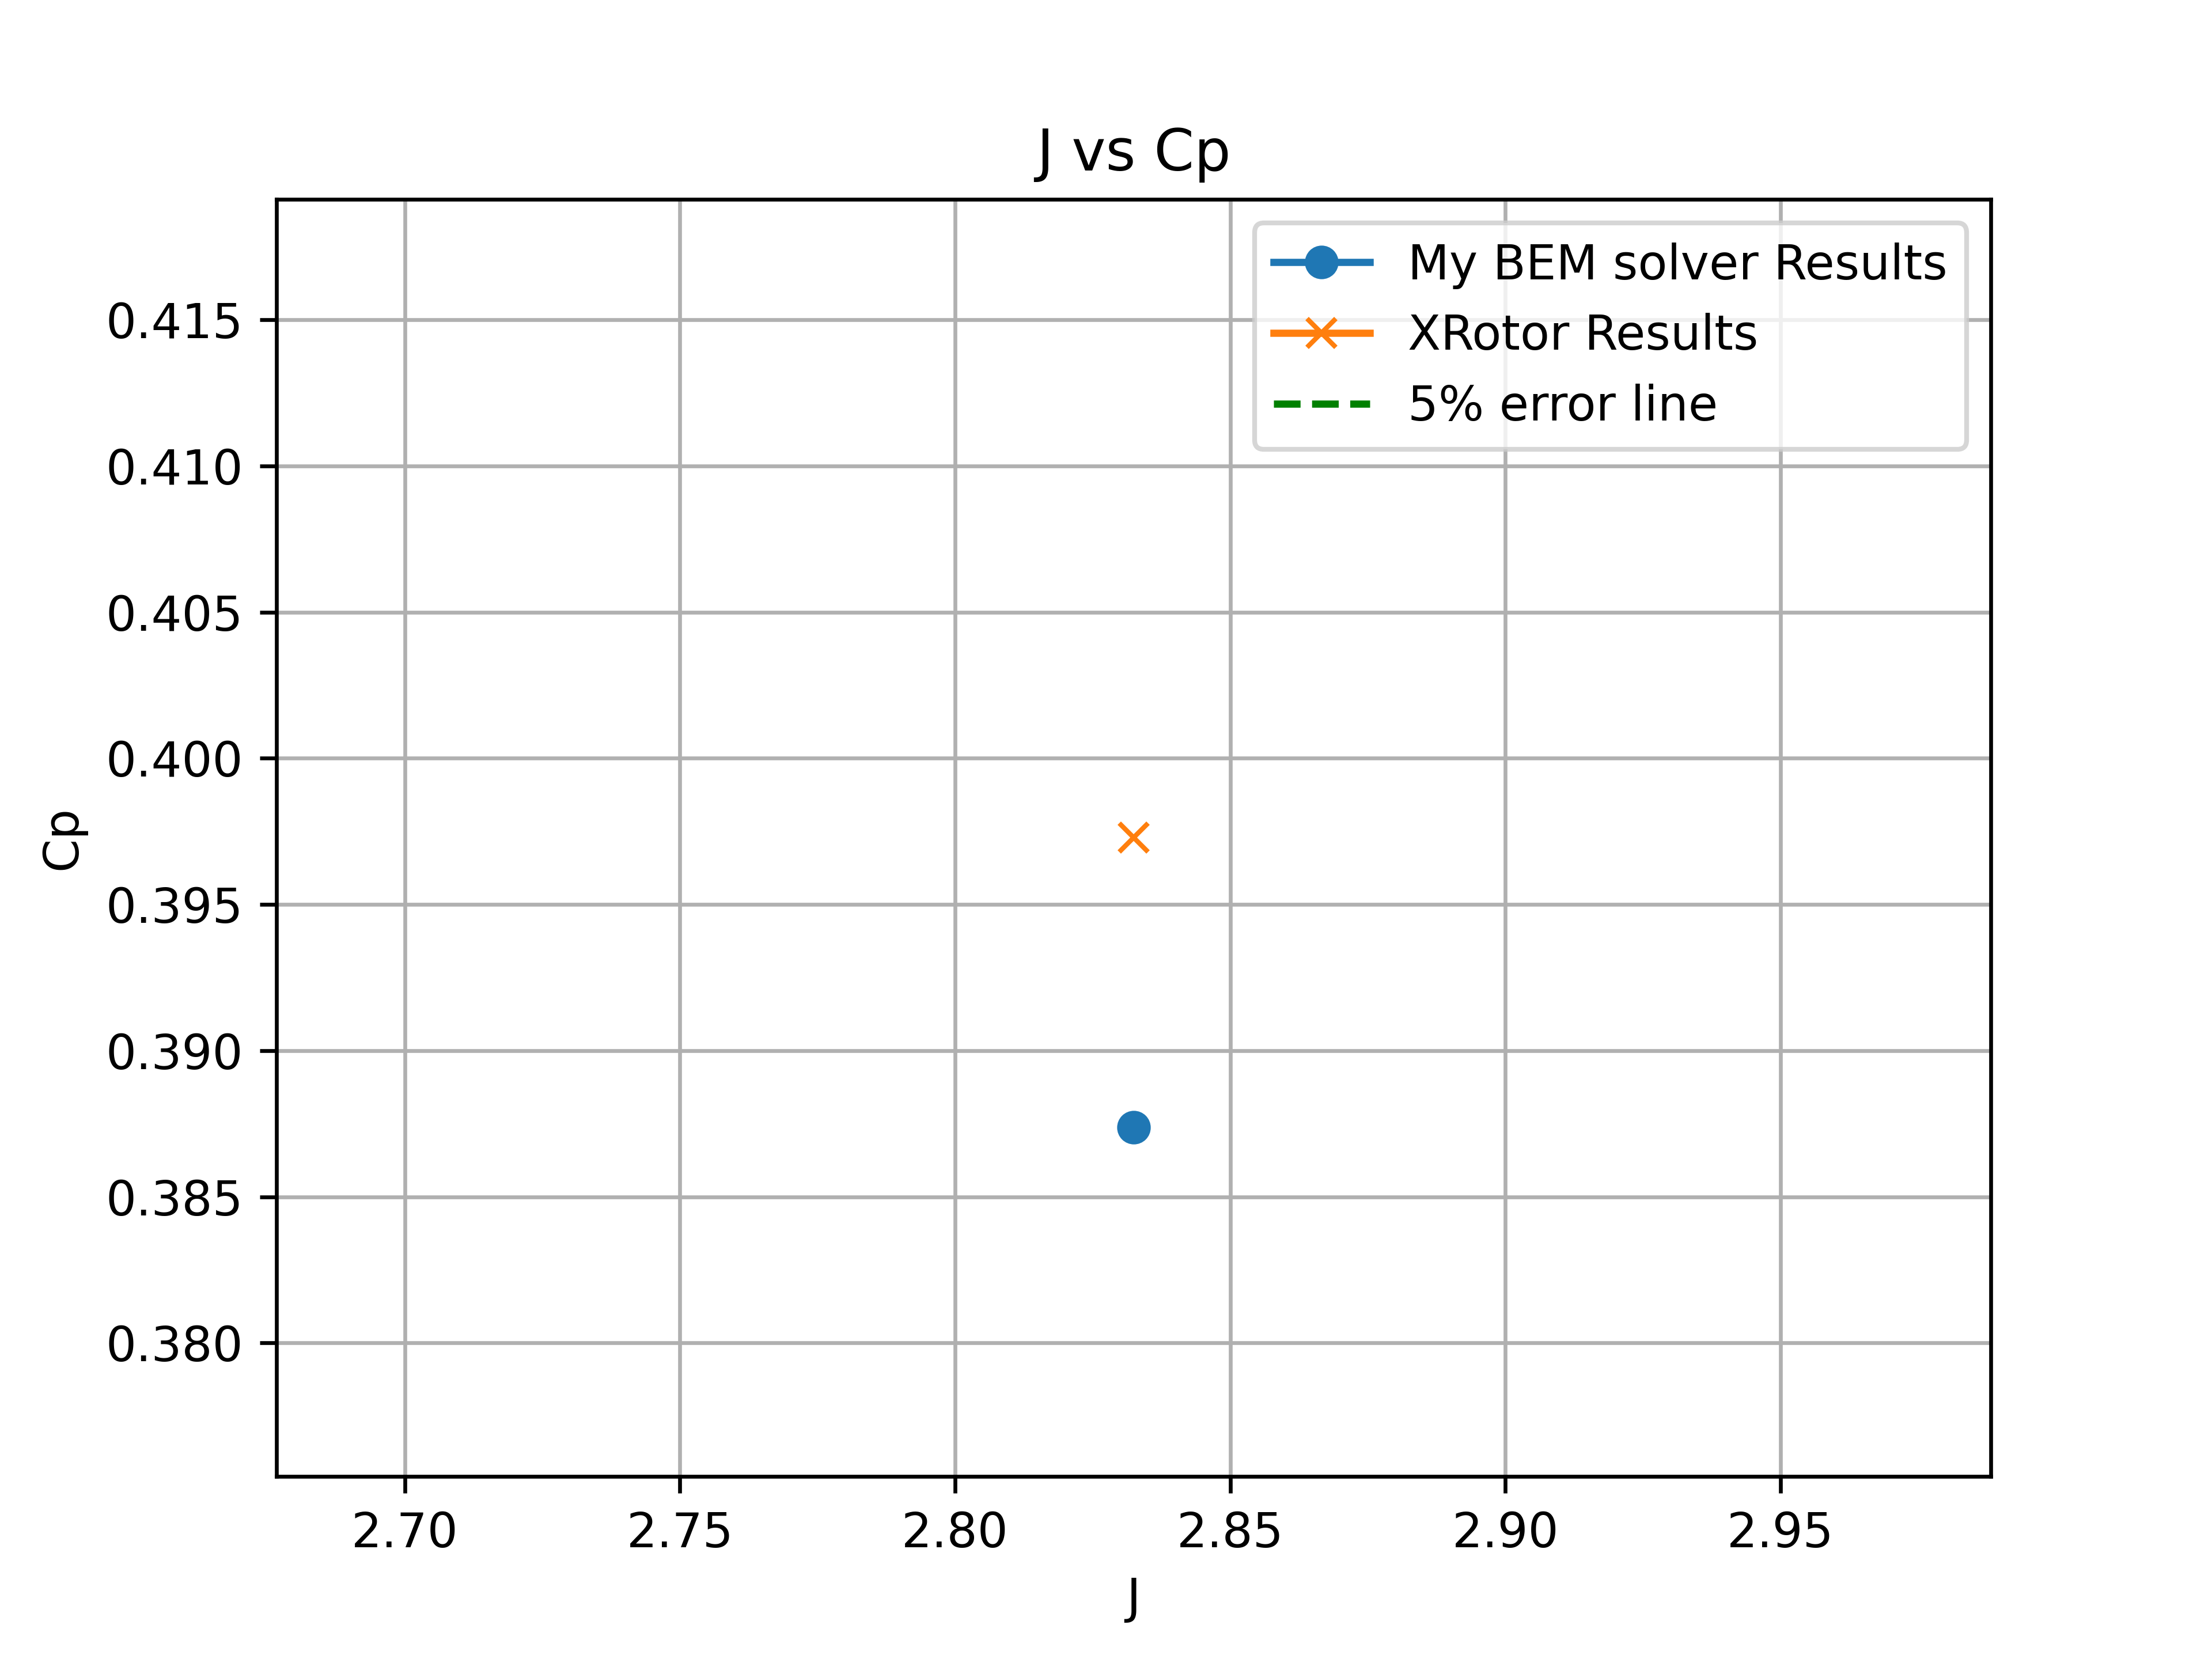 J vs Cp
My BEM solver Results
XRotor Results
5% error line
0.415
0.410
0.405
0.400
0.395
0.390
0.385
0.380
Cp
2.70 2.75 2.80 2.85 2.90 2.95
J